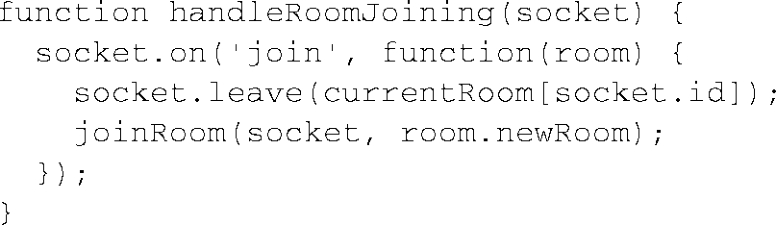 function handleRoomJoining(socket) {
  socket.on('join', function(room) {
    socket.leave(currentRoom[socket.id]);
    joinRoom(socket, room.newRoom);
  });
}